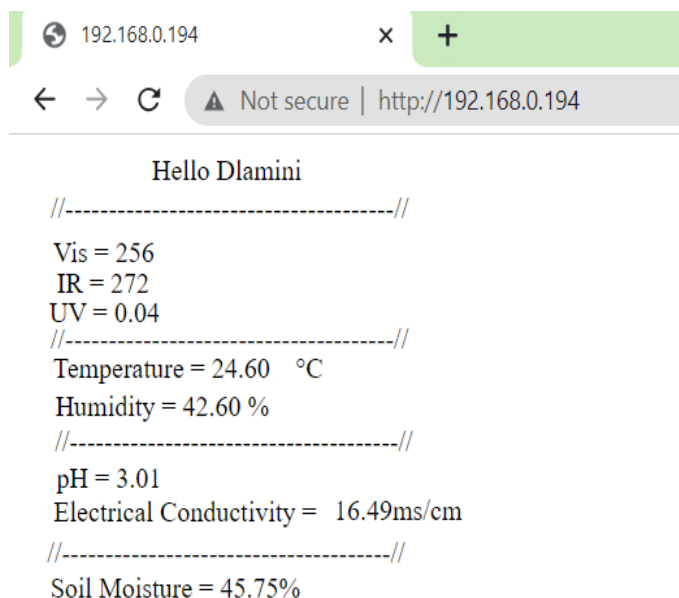 192.168.0.194
Not secure | http://192.168.0.194
Hello Dlamini
//--------------------------------------//
Vis = 256
IR = 272
UV = 0.04
//--------------------------------------//
Temperature = 24.60 °C
Humidity = 42.60 %
//--------------------------------------//
pH = 3.01
Electrical Conductivity = 16.49ms/cm
//--------------------------------------//
Soil Moisture = 45.75%